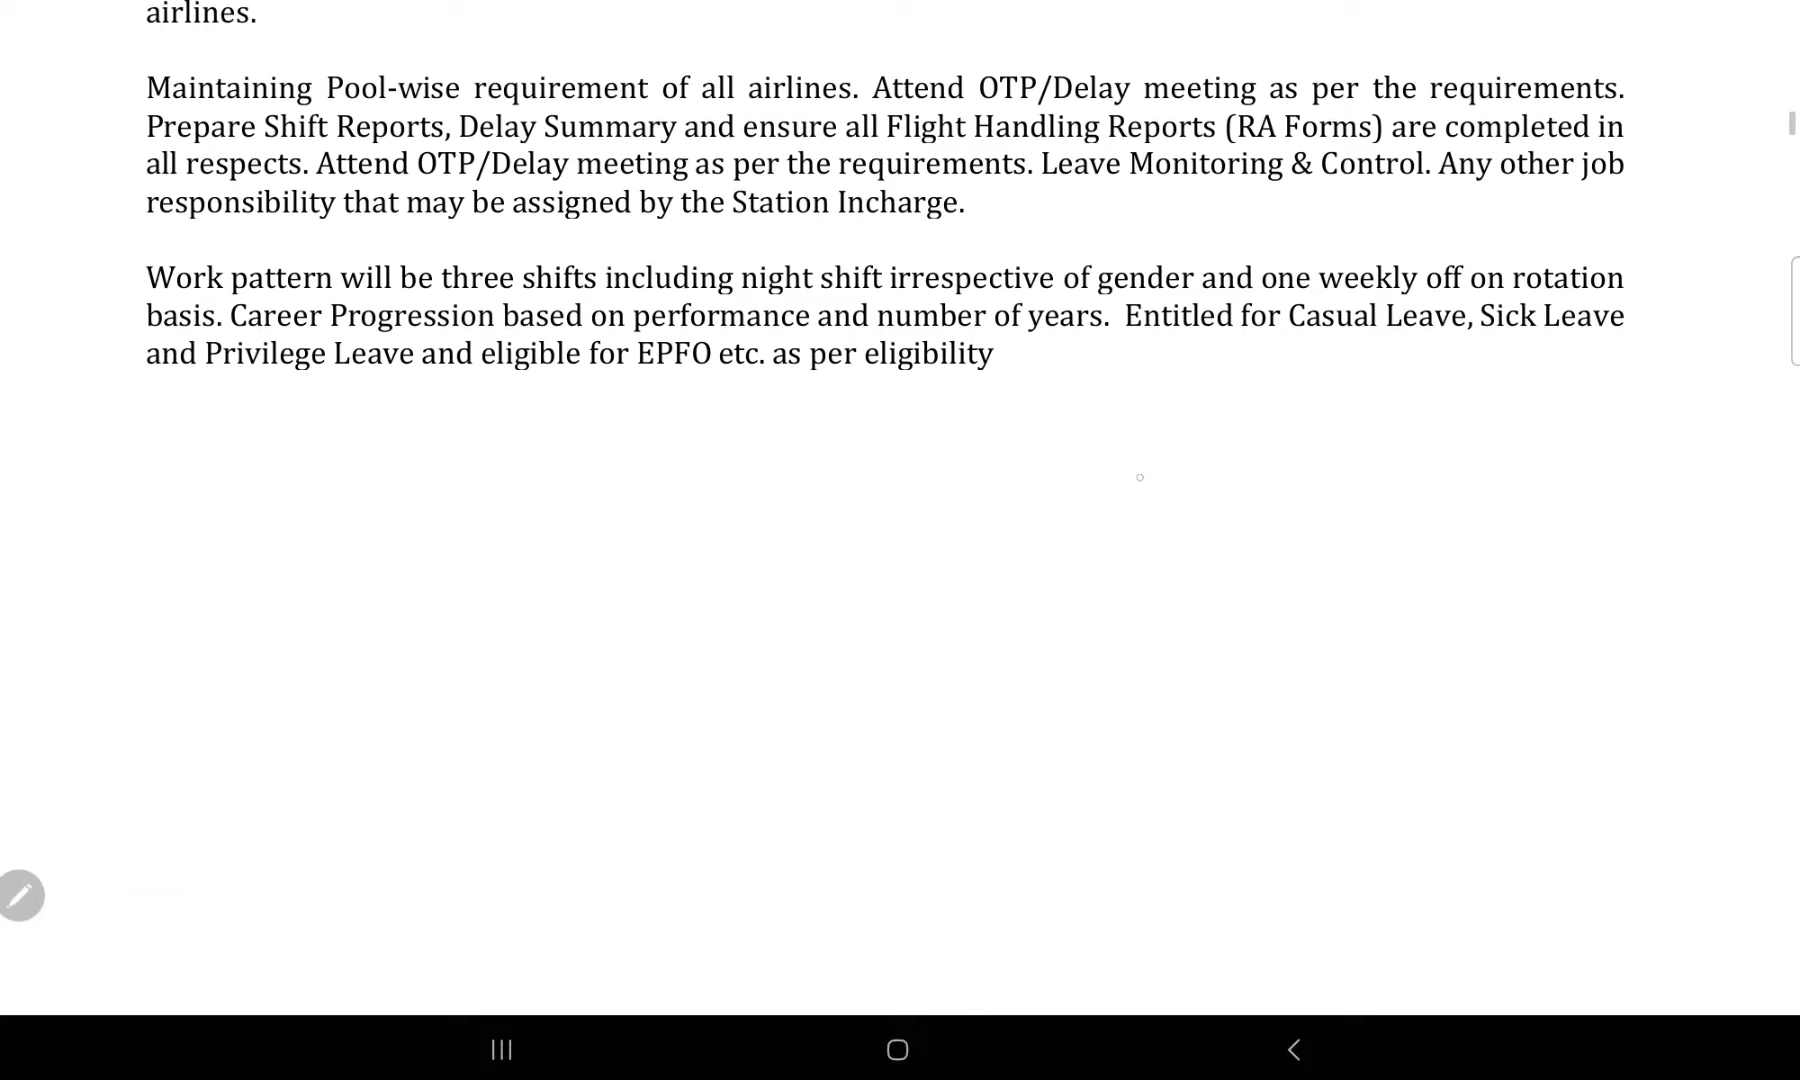 airlines.
Maintaining Pool-wise requirement of all airlines. Attend OTP/Delay meeting as per the requirements.
Prepare Shift Reports, Delay Summary and ensure all Flight Handling Reports (RA Forms) are completed in
all respects. Attend OTP/Delay meeting as per the requirements. Leave Monitoring & Control. Any other job
responsibility that may be assigned by the Station Incharge.
Work pattern will be three shifts including night shift irrespective of gender and one weekly off on rotation
basis. Career Progression based on performance and number of years.  Entitled for Casual Leave, Sick Leave
and Privilege Leave and eligible for EPFO etc. as per eligibility